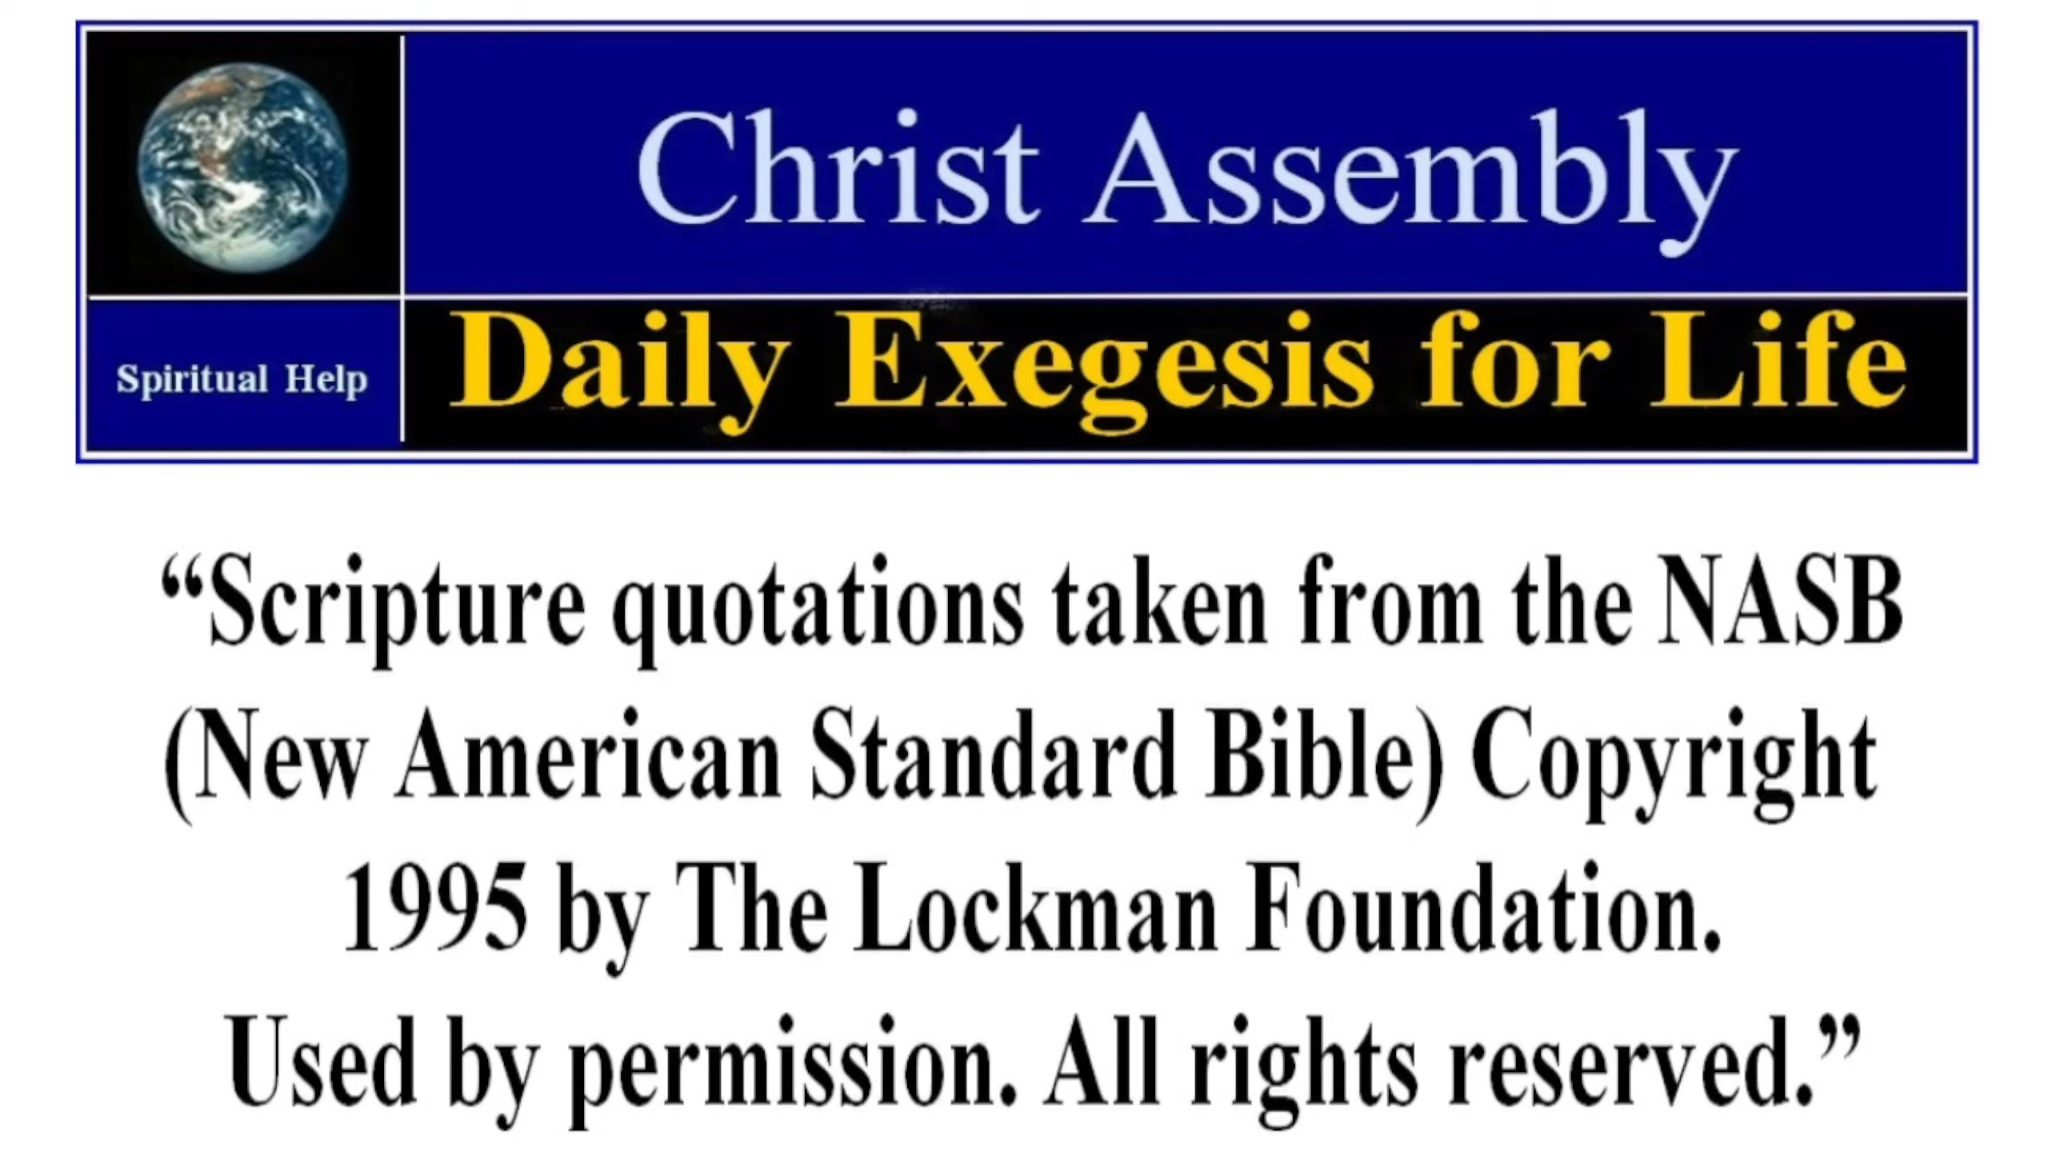 Christ Assembly
Spiritual Help
Daily Exegesis for Life
“Scripture quotations taken from the NASB
(New American Standard Bible) Copyright
1995 by The Lockman Foundation.
Used by permission. All rights reserved.”